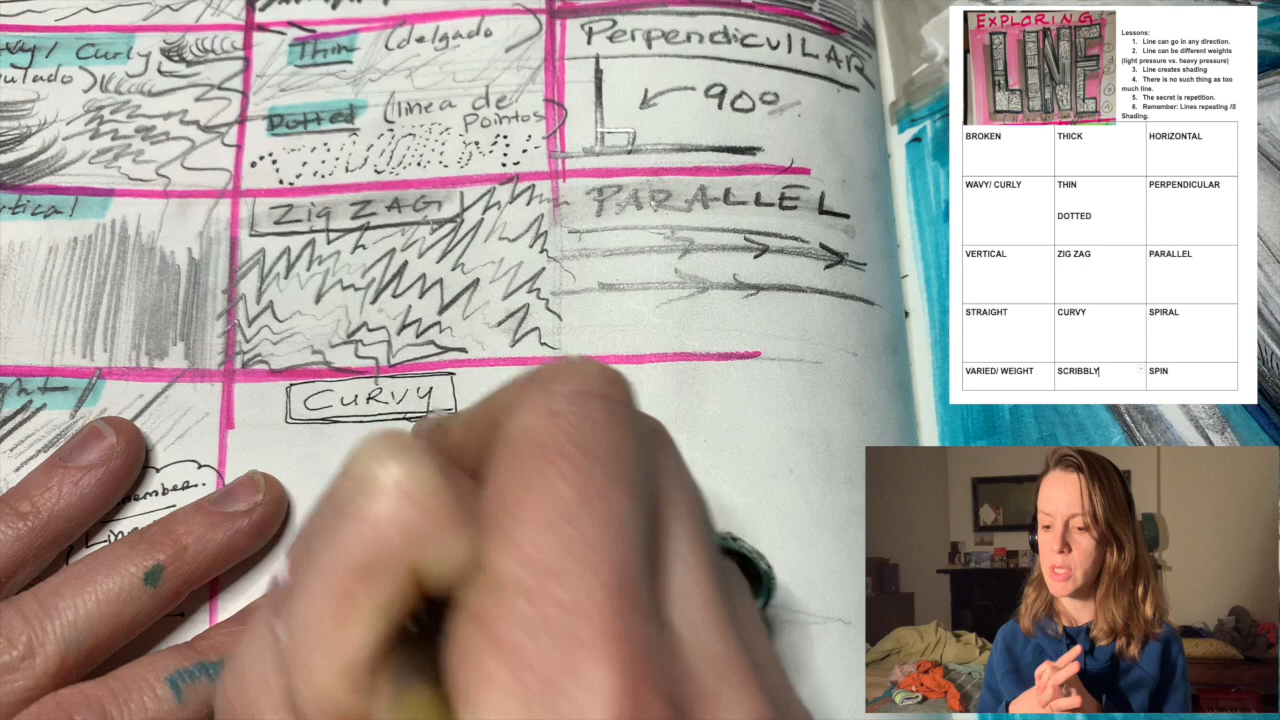 vy / Curly
ulado)
Thin (delgado
Dotted (linea de
pointos)
PerpendiculLAR
90°
rtical
Zig ZAG
PARALLEL
ght
CURVY
member.
EXPLORING
LINE
Lessons:
1. Line can go in any direction.
2. Line can be different weights
(light pressure vs. heavy pressure)
3. Line creates shading
4. There is no such thing as too
much line.
5. The secret is repetition.
6. Remember: Lines repeating IS
Shading.
BROKEN THICK HORIZONTAL
WAVY/ CURLY THIN PERPENDICULAR
DOTTED
VERTICAL ZIG ZAG PARALLEL
STRAIGHT CURVY SPIRAL
VARIED/ WEIGHT SCRIBBLY SPIN